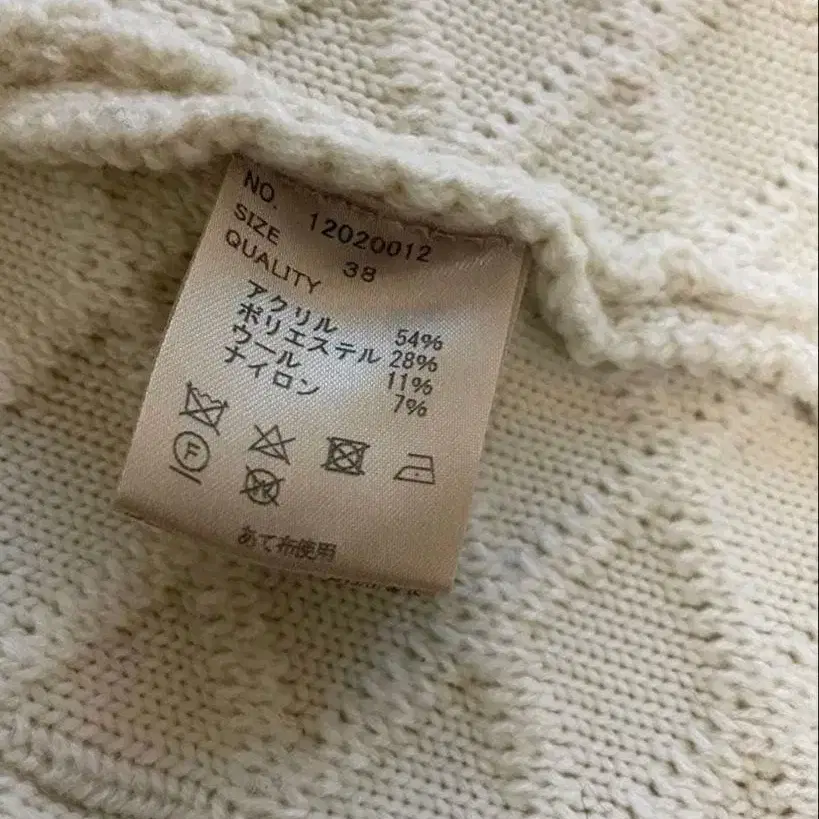 NO. 12020012
SIZE 38
QUALITY
アクリル 54%
ポリエステル 28%
ウール 11%
ナイロン 7%
F
W
あて布使用